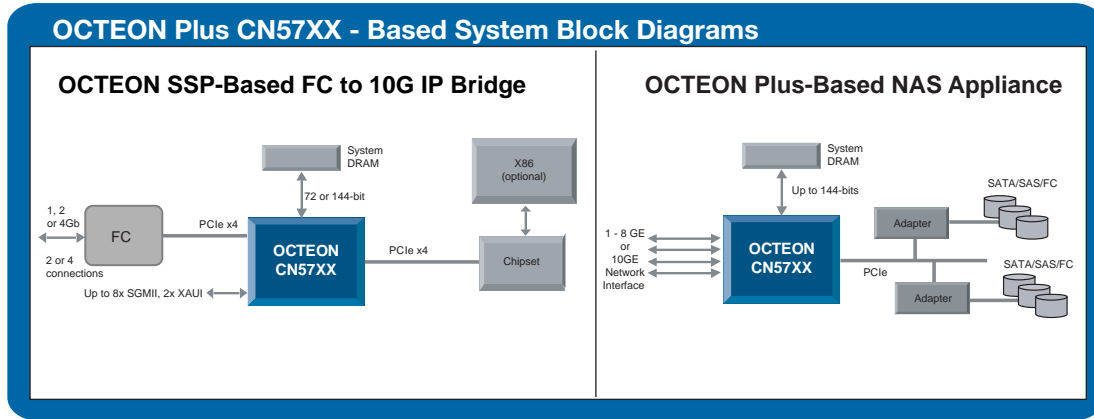 OCTEON Plus CN57XX - Based System Block Diagrams
OCTEON SSP-Based FC to 10G IP Bridge
System
DRAM
72 or 144-bit
X86
(optional)
1, 2
or 4Gb
FC
PCIe x4
OCTEON
CN57XX
PCIe x4
Chipset
2 or 4
connections
Up to 8x SGMII, 2x XAUI
OCTEON Plus-Based NAS Appliance
System
DRAM
Up to 144-bits
SATA/SAS/FC
Adapter
1 - 8 GE
or
10GE
Network
Interface
OCTEON
CN57XX
PCIe
SATA/SAS/FC
Adapter